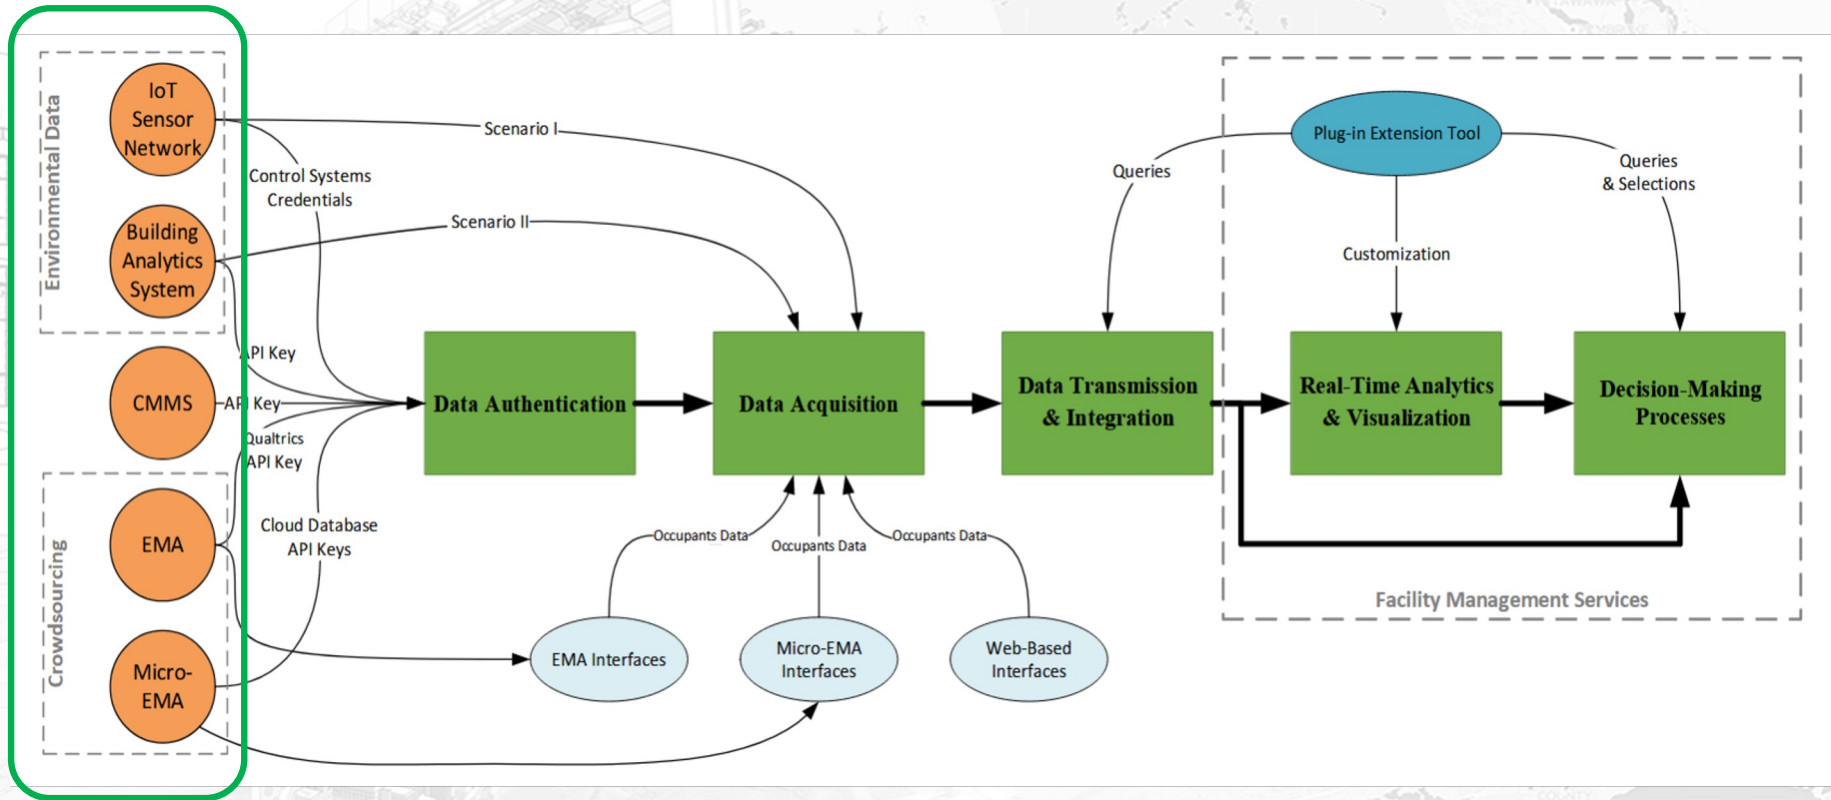 Environmental Data
IoT
Sensor
Network
Building
Analytics
System
CMMS
Crowdsourcing
EMA
Micro-
EMA
Scenario I
Control Systems
Credentials
Scenario II
API Key
API Key
Qualtrics
API Key
Cloud Database
API Keys
Data Authentication
Data Acquisition
Data Transmission
& Integration
Real-Time Analytics
& Visualization
Decision-Making
Processes
Plug-in Extension Tool
Queries
Customization
Queries
& Selections
Occupants Data
Occupants Data
Occupants Data
EMA Interfaces
Micro-EMA
Interfaces
Web-Based
Interfaces
Facility Management Services
COUNTY